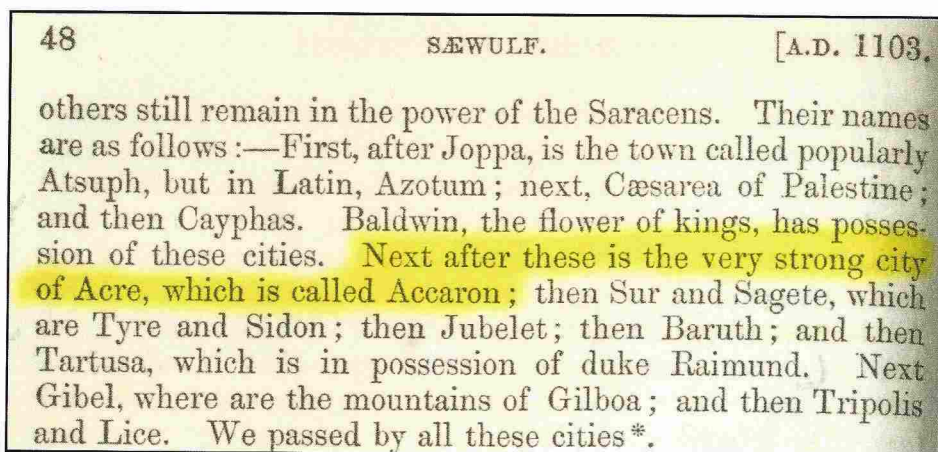 48 SÆWULF. [A.D. 1103.
others still remain in the power of the Saracens. Their names
are as follows :—First, after Joppa, is the town called popularly
Atsuph, but in Latin, Azotum ; next, Cæsarea of Palestine ;
and then Cayphas. Baldwin, the flower of kings, has posses-
sion of these cities. Next after these is the very strong city
of Acre, which is called Accaron ; then Sur and Sagete, which
are Tyre and Sidon ; then Jubelet ; then Baruth ; and then
Tartusa, which is in possession of duke Raimund. Next
Gibel, where are the mountains of Gilboa ; and then Tripolis
and Lice. We passed by all these cities *.